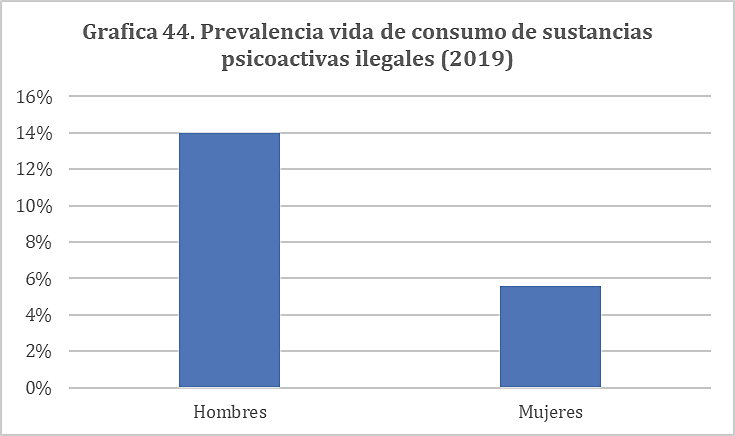 Grafica 44. Prevalencia vida de consumo de sustancias
psicoactivas ilegales (2019)
16%
14%
12%
10%
8%
6%
4%
2%
0%
Hombres
Mujeres